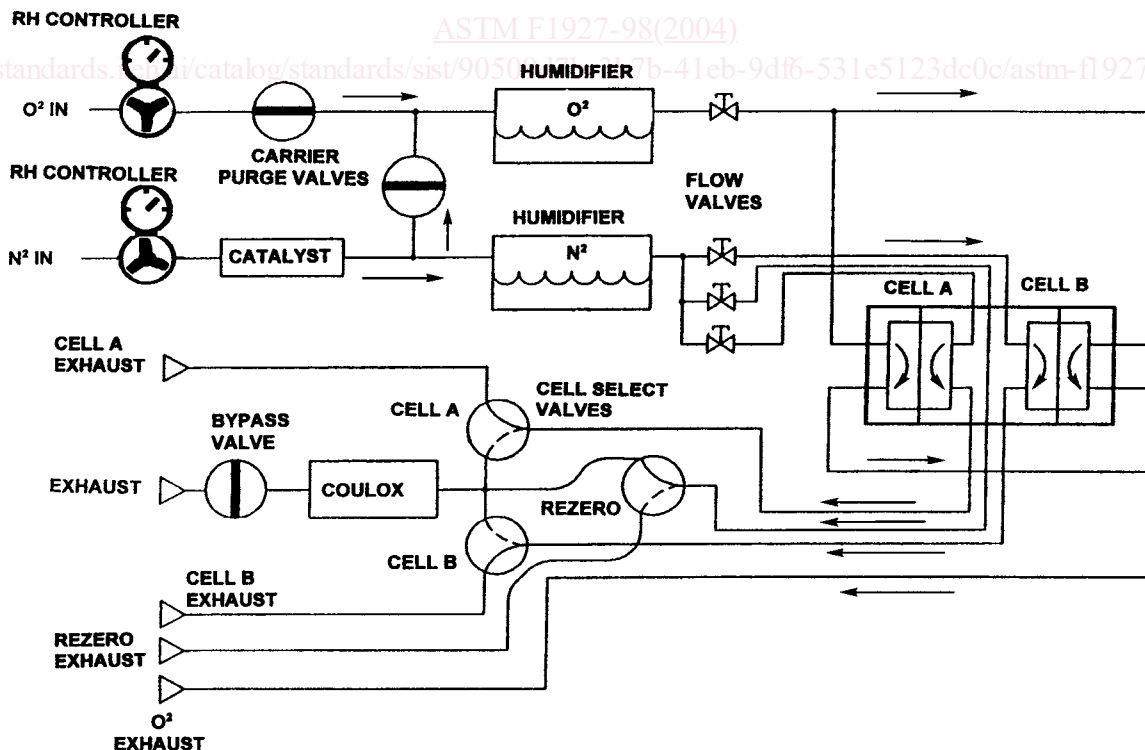 ASTM F1927-98(2004)
RH CONTROLLER
HUMIDIFIER
O² IN
O²
CARRIER
PURGE VALVES
RH CONTROLLER
FLOW
VALVES
HUMIDIFIER
N² IN
CATALYST
N²
CELL A
CELL B
CELL A
EXHAUST
CELL SELECT
VALVES
CELL A
BYPASS
VALVE
EXHAUST
COULOX
REZERO
CELL B
CELL B
EXHAUST
REZERO
EXHAUST
O²
EXHAUST